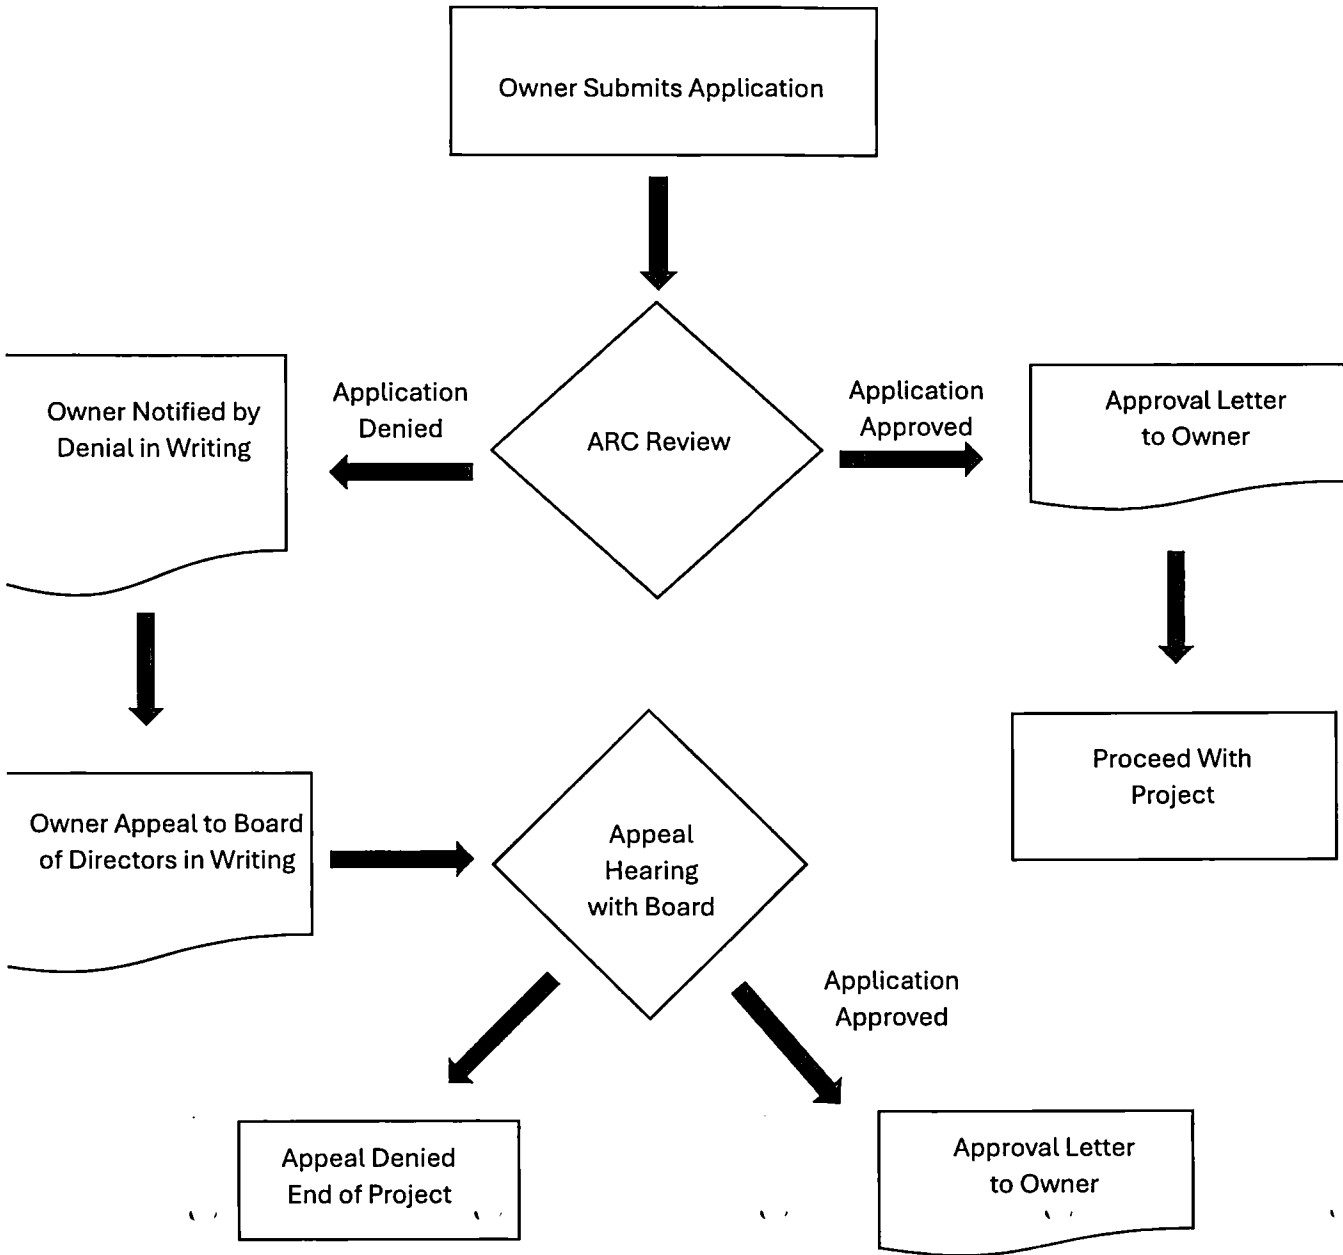 Owner Submits Application
Application
Denied
Application
Approved
Owner Notified by
Denial in Writing
ARC Review
Approval Letter
to Owner
Proceed With
Project
Owner Appeal to Board
of Directors in Writing
Appeal
Hearing
with Board
Application
Approved
Appeal Denied
End of Project
Approval Letter
to Owner